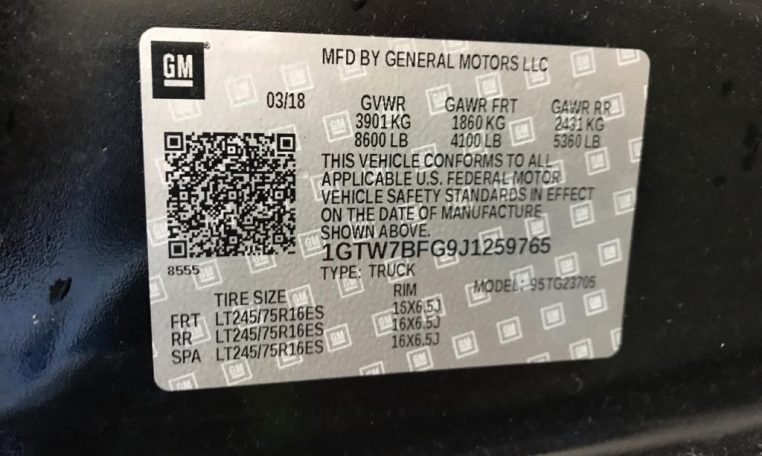 GM
MFD BY GENERAL MOTORS LLC
03/18 GVWR GAWR FRT GAWR RR
3901 KG 1860 KG 2431 KG
8600 LB 4100 LB 5360 LB
THIS VEHICLE CONFORMS TO ALL
APPLICABLE U.S. FEDERAL MOTOR
VEHICLE SAFETY STANDARDS IN EFFECT
ON THE DATE OF MANUFACTURE
SHOWN ABOVE.
8555 1GTW7BFG9J1259765
TYPE: TRUCK MODEL: 95TG23705
TIRE SIZE RIM
FRT LT245/75R16ES 16X6.5J
RR LT245/75R16ES 16X6.5J
SPA LT245/75R16ES 16X6.5J